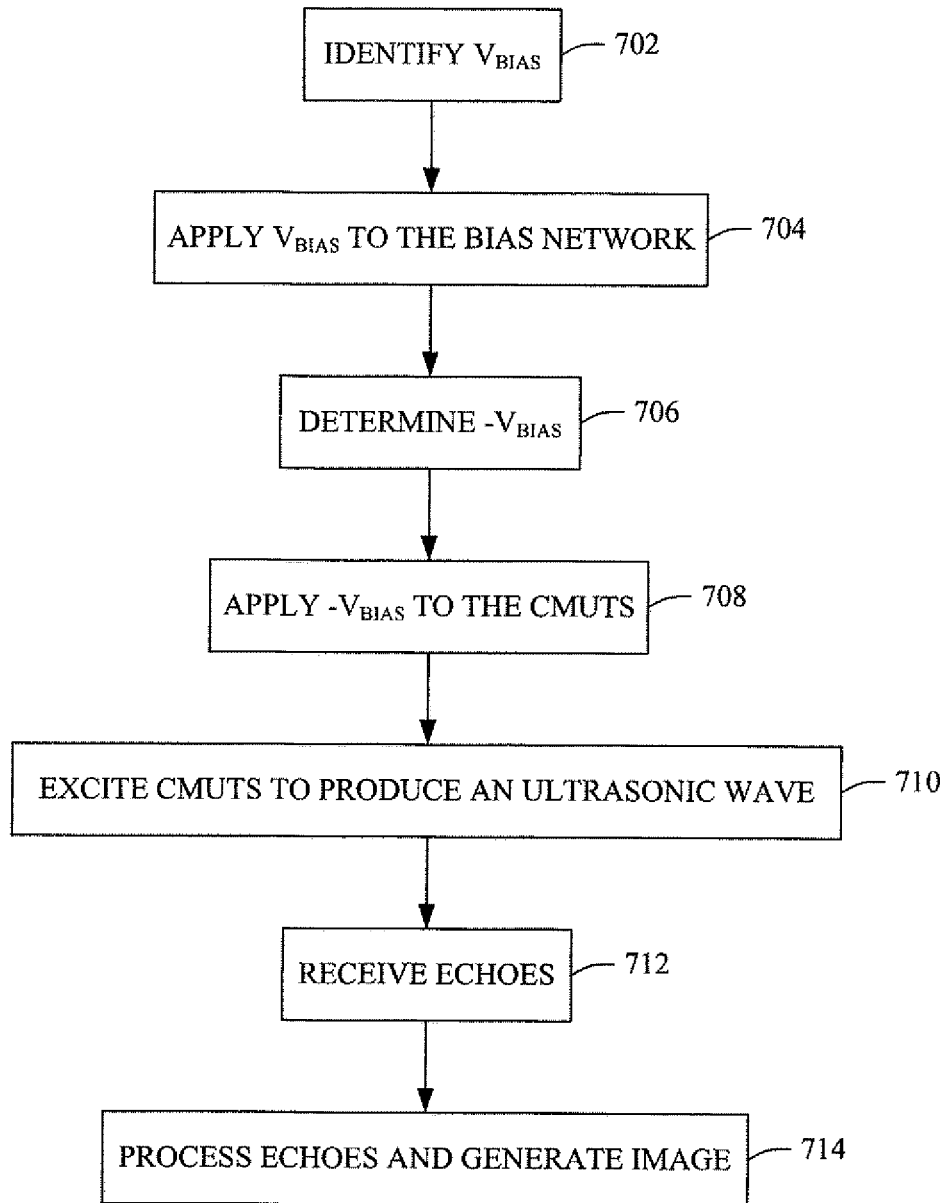 IDENTIFY V_BIAS
702
APPLY V_BIAS TO THE BIAS NETWORK
704
DETERMINE -V_BIAS
706
APPLY -V_BIAS TO THE CMUTS
708
EXCITE CMUTS TO PRODUCE AN ULTRASONIC WAVE
710
RECEIVE ECHOES
712
PROCESS ECHOES AND GENERATE IMAGE
714